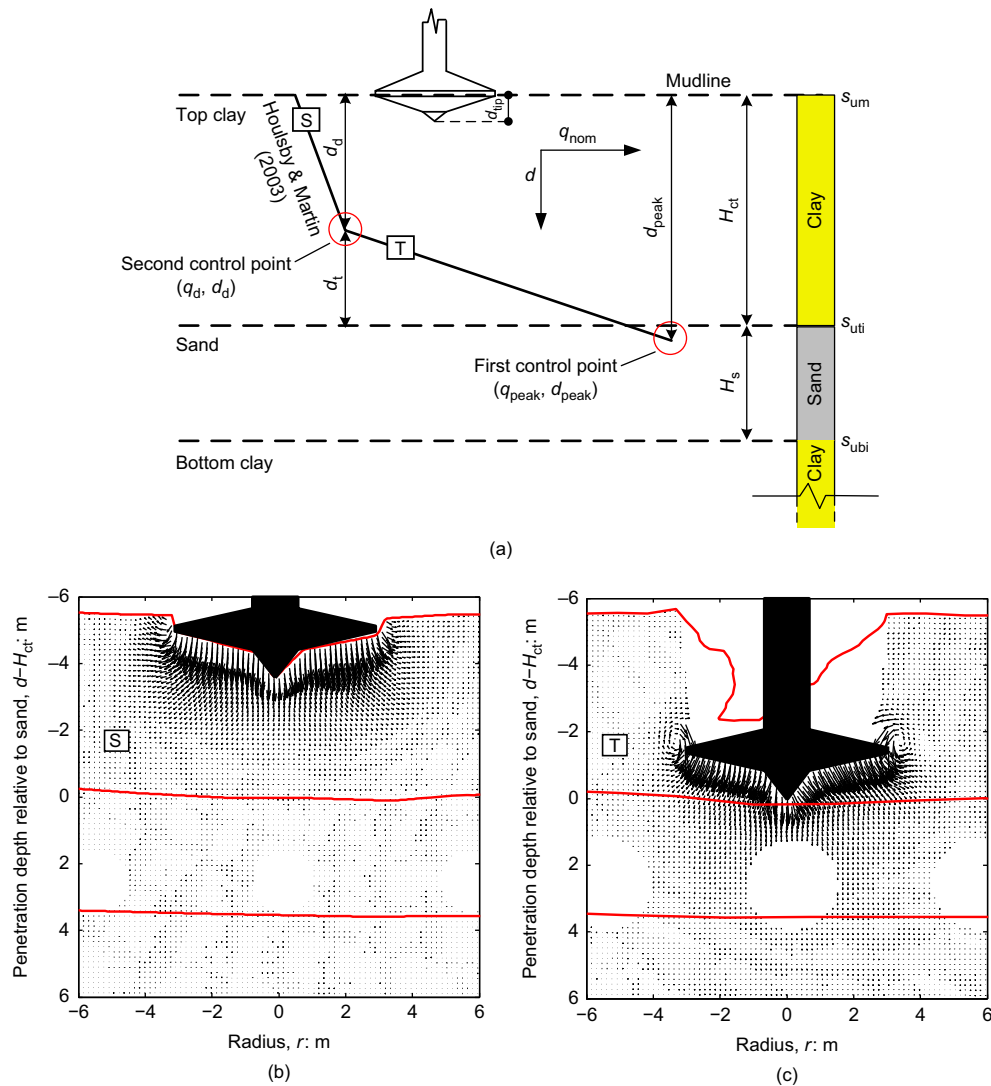 Mudline
s_um
Top clay
S
d_tip
Houlsby & Martin
(2003)
d_d
q_nom
d
d_peak
H_ct
Clay
T
Second control point
(q_d, d_d)
d_t
s_uti
Sand
First control point
(q_peak, d_peak)
H_s
Sand
s_ubi
Bottom clay
Clay
(a)
Penetration depth relative to sand, d–H_ct: m
–6
–4
–2
0
2
4
6
S
–6 –4 –2 0 2 4 6
Radius, r: m
(b)
Penetration depth relative to sand, d–H_ct: m
–6
–4
–2
0
2
4
6
T
–6 –4 –2 0 2 4 6
Radius, r: m
(c)